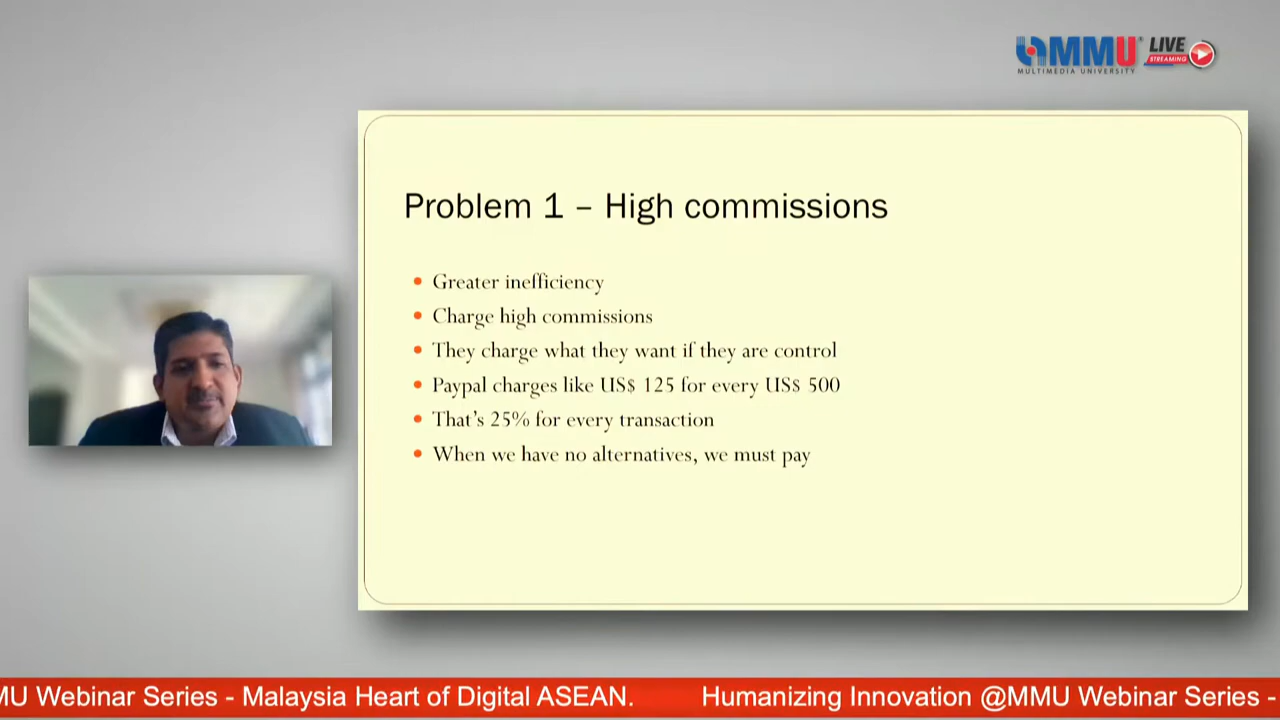 MMU
MULTIMEDIA UNIVERSITY
LIVE
STREAMING
Problem 1 – High commissions
Greater inefficiency
Charge high commissions
They charge what they want if they are control
Paypal charges like US$ 125 for every US$ 500
That's 25% for every transaction
When we have no alternatives, we must pay
MU Webinar Series - Malaysia Heart of Digital ASEAN. Humanizing Innovation @MMU Webinar Series -